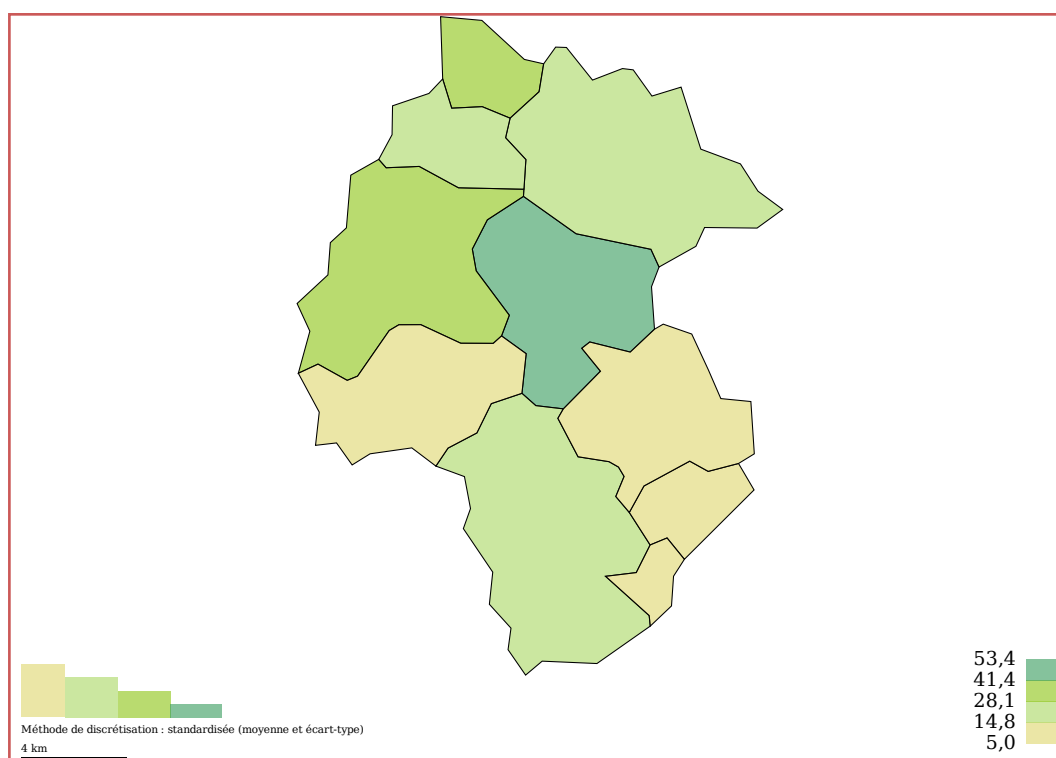 53,4
41,4
28,1
14,8
5,0
Méthode de discrétisation : standardisée (moyenne et écart-type)
4 km